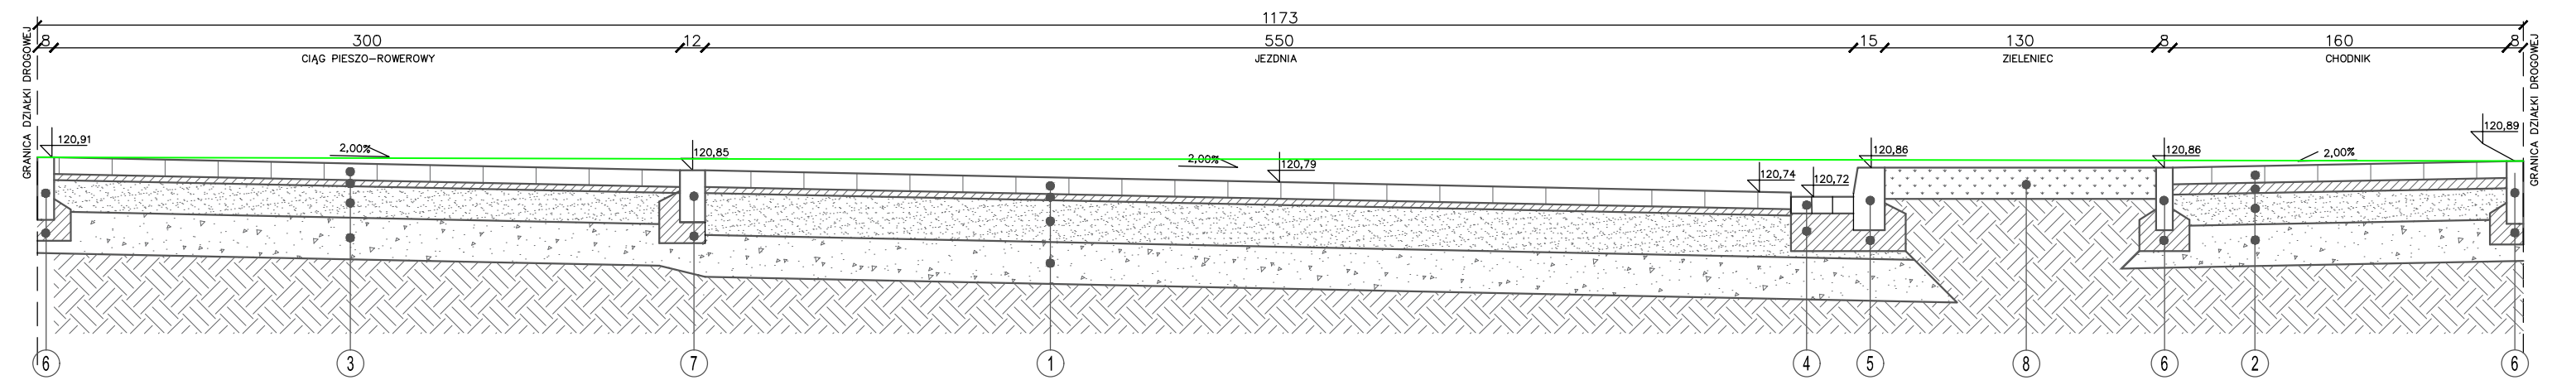 1173
8 300 12 550 15 130 8 160 8
CIĄG PIESZO-ROWEROWY JEZDNIA ZIELENIEC CHODNIK
GRANICA DZIAŁKI DROGOWEJ
GRANICA DZIAŁKI DROGOWEJ
120,91 2,00% 120,85 2,00% 120,79 120,74 120,72 120,86 120,86 2,00% 120,89
6 3 7 1 4 5 8 6 2 6